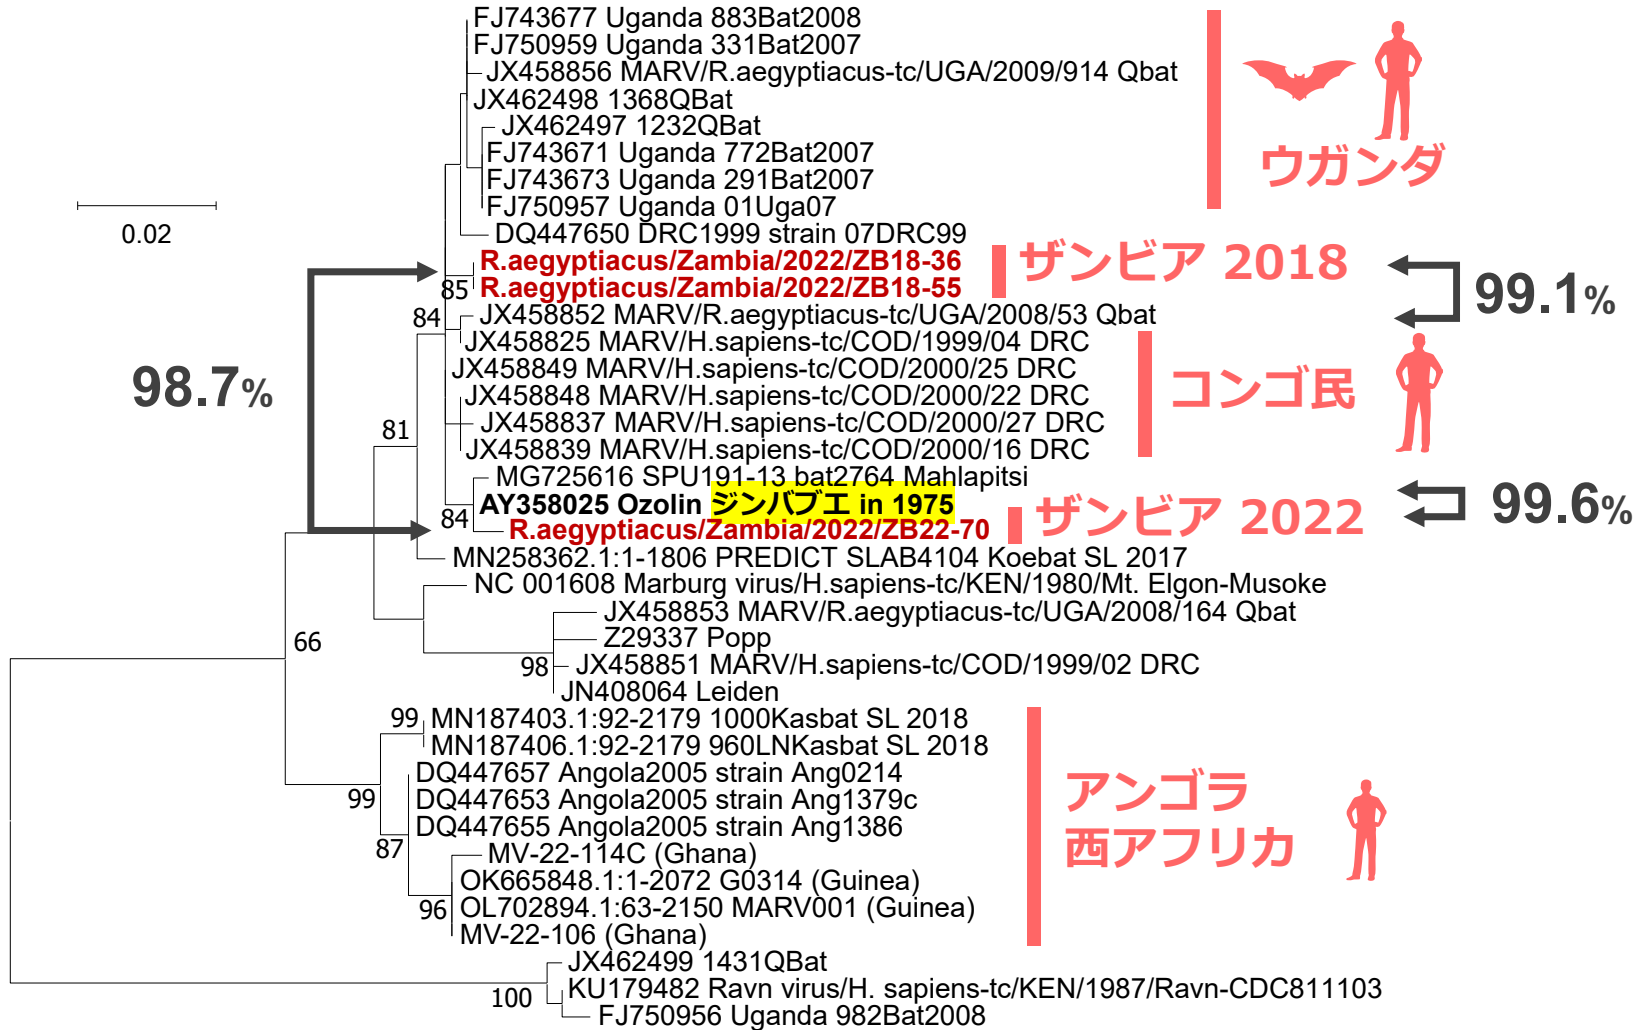 FJ743677 Uganda 883Bat2008
FJ750959 Uganda 331Bat2007
JX458856 MARV/R.aegyptiacus-tc/UGA/2009/914 Qbat
JX462498 1368QBat
JX462497 1232QBat
FJ743671 Uganda 772Bat2007
FJ743673 Uganda 291Bat2007
FJ750957 Uganda 01Uga07
ウガンダ
0.02
DQ447650 DRC1999 strain 07DRC99
R.aegyptiacus/Zambia/2022/ZB18-36
R.aegyptiacus/Zambia/2022/ZB18-55
85
ザンビア 2018
99.1%
84
JX458852 MARV/R.aegyptiacus-tc/UGA/2008/53 Qbat
JX458825 MARV/H.sapiens-tc/COD/1999/04 DRC
JX458849 MARV/H.sapiens-tc/COD/2000/25 DRC
JX458848 MARV/H.sapiens-tc/COD/2000/22 DRC
JX458837 MARV/H.sapiens-tc/COD/2000/27 DRC
JX458839 MARV/H.sapiens-tc/COD/2000/16 DRC
コンゴ民
98.7%
81
MG725616 SPU191-13 bat2764 Mahlapitsi
AY358025 Ozolin ジンバブエ in 1975
84
R.aegyptiacus/Zambia/2022/ZB22-70
ザンビア 2022
99.6%
MN258362.1:1-1806 PREDICT SLAB4104 Koebat SL 2017
NC 001608 Marburg virus/H.sapiens-tc/KEN/1980/Mt. Elgon-Musoke
JX458853 MARV/R.aegyptiacus-tc/UGA/2008/164 Qbat
66
Z29337 Popp
98
JX458851 MARV/H.sapiens-tc/COD/1999/02 DRC
JN408064 Leiden
99
MN187403.1:92-2179 1000Kasbat SL 2018
MN187406.1:92-2179 960LNKasbat SL 2018
DQ447657 Angola2005 strain Ang0214
99
DQ447653 Angola2005 strain Ang1379c
DQ447655 Angola2005 strain Ang1386
87
MV-22-114C (Ghana)
OK665848.1:1-2072 G0314 (Guinea)
96
OL702894.1:63-2150 MARV001 (Guinea)
MV-22-106 (Ghana)
アンゴラ
西アフリカ
JX462499 1431QBat
100
KU179482 Ravn virus/H. sapiens-tc/KEN/1987/Ravn-CDC811103
FJ750956 Uganda 982Bat2008